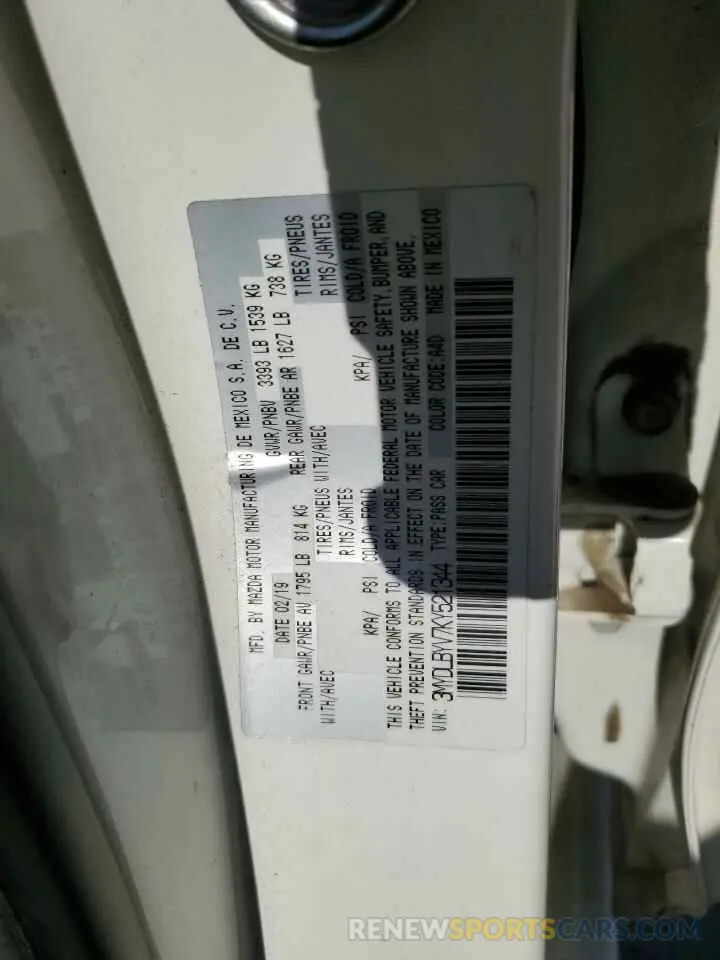 MFD. BY MAZDA MOTOR MANUFACTURING DE MEXICO S.A. DE C.V.
DATE 02/19 GVWR/PNBV 3393 LB 1539 KG
FRONT GAWR/PNBE AV 1795 LB 814 KG REAR GAWR/PNBE AR 1627 LB 738 KG
WITH/AVEC TIRES/PNEUS WITH/AVEC TIRES/PNEUS
RIMS/JANTES RIMS/JANTES
KPA/ PSI COLD/A FROID KPA/ PSI COLD/A FROID
THIS VEHICLE CONFORMS TO ALL APPLICABLE FEDERAL MOTOR VEHICLE SAFETY, BUMPER, AND
THEFT PREVENTION STANDARDS IN EFFECT ON THE DATE OF MANUFACTURE SHOWN ABOVE.
VIN: 3MYDLBYV7KY521344 TYPE:PASS CAR COLOR CODE:A4D MADE IN MEXICO
RENEWSPORTSCARS.COM